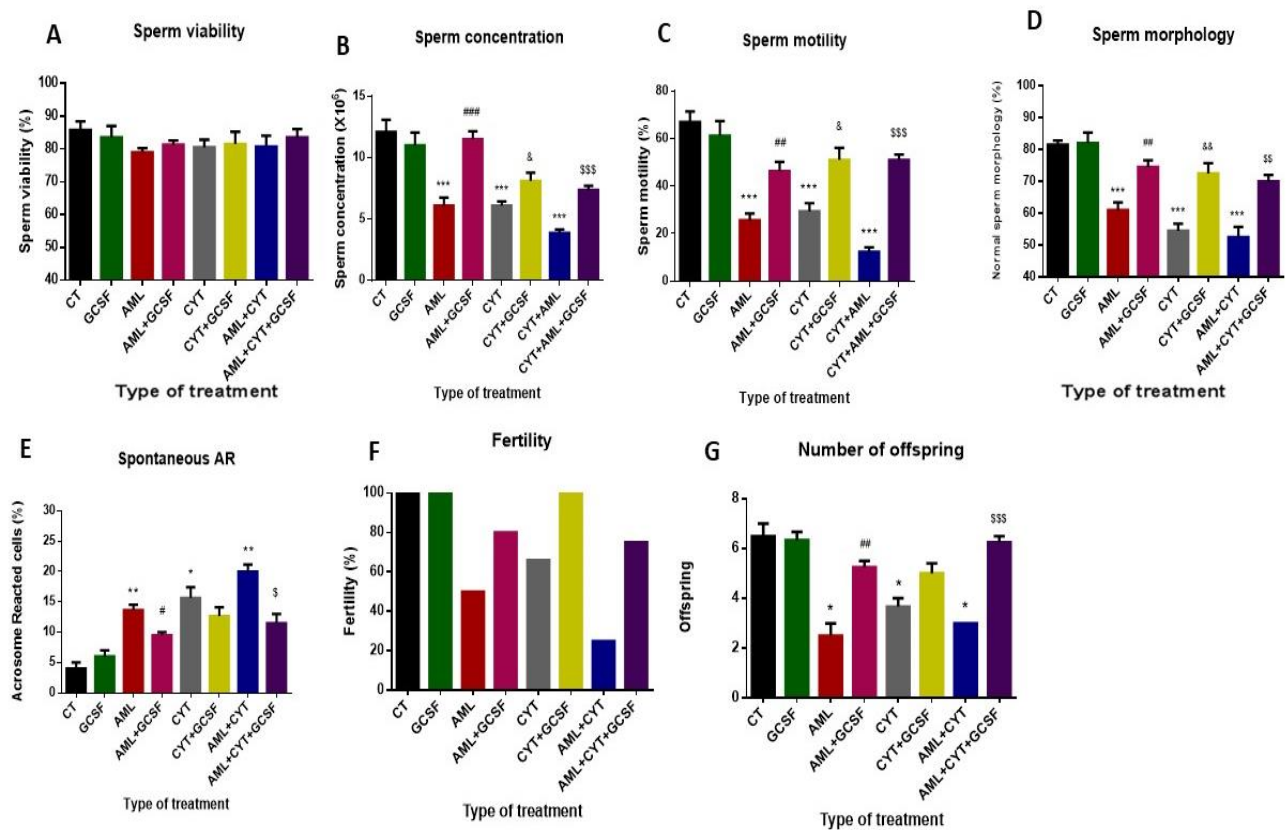 A
Sperm viability
Sperm viability (%)
100
90
80
70
60
50
40
CT
GCSF
AML
AML+GCSF
CYT
CYT+GCSF
AML+CYT
AML+CYT+GCSF
Type of treatment
B
Sperm concentration
Sperm concentration (X10⁶)
15
12
9
6
3
0
***
###
***
&
***
$$$
CT
GCSF
AML
AML+GCSF
CYT
CYT+GCSF
CYT+AML
CYT+AML+GCSF
Type of treatment
C
Sperm motility
Sperm motility (%)
80
60
40
20
0
***
##
***
&
***
$$$
CT
GCSF
AML
AML+GCSF
CYT
CYT+GCSF
CYT+AML
CYT+AML+GCSF
Type of treatment
D
Sperm morphology
Normal sperm morphology (%)
100
90
80
70
60
50
40
***
##
***
&&
***
$$
CT
GCSF
AML
AML+GCSF
CYT
CYT+GCSF
AML+CYT
AML+CYT+GCSF
Type of treatment
E
Spontaneous AR
Acrosome Reacted cells (%)
30
25
20
15
10
5
0
**
#
*
**
$
CT
GCSF
AML
AML+GCSF
CYT
CYT+GCSF
AML+CYT
AML+CYT+GCSF
Type of treatment
F
Fertility
Fertility (%)
100
80
60
40
20
0
CT
GCSF
AML
AML+GCSF
CYT
CYT+GCSF
AML+CYT
AML+CYT+GCSF
Type of treatment
G
Number of offspring
Offspring
8
6
4
2
0
*
##
*
*
$$$
CT
GCSF
AML
AML+GCSF
CYT
CYT+GCSF
AML+CYT
AML+CYT+GCSF
Type of treatment